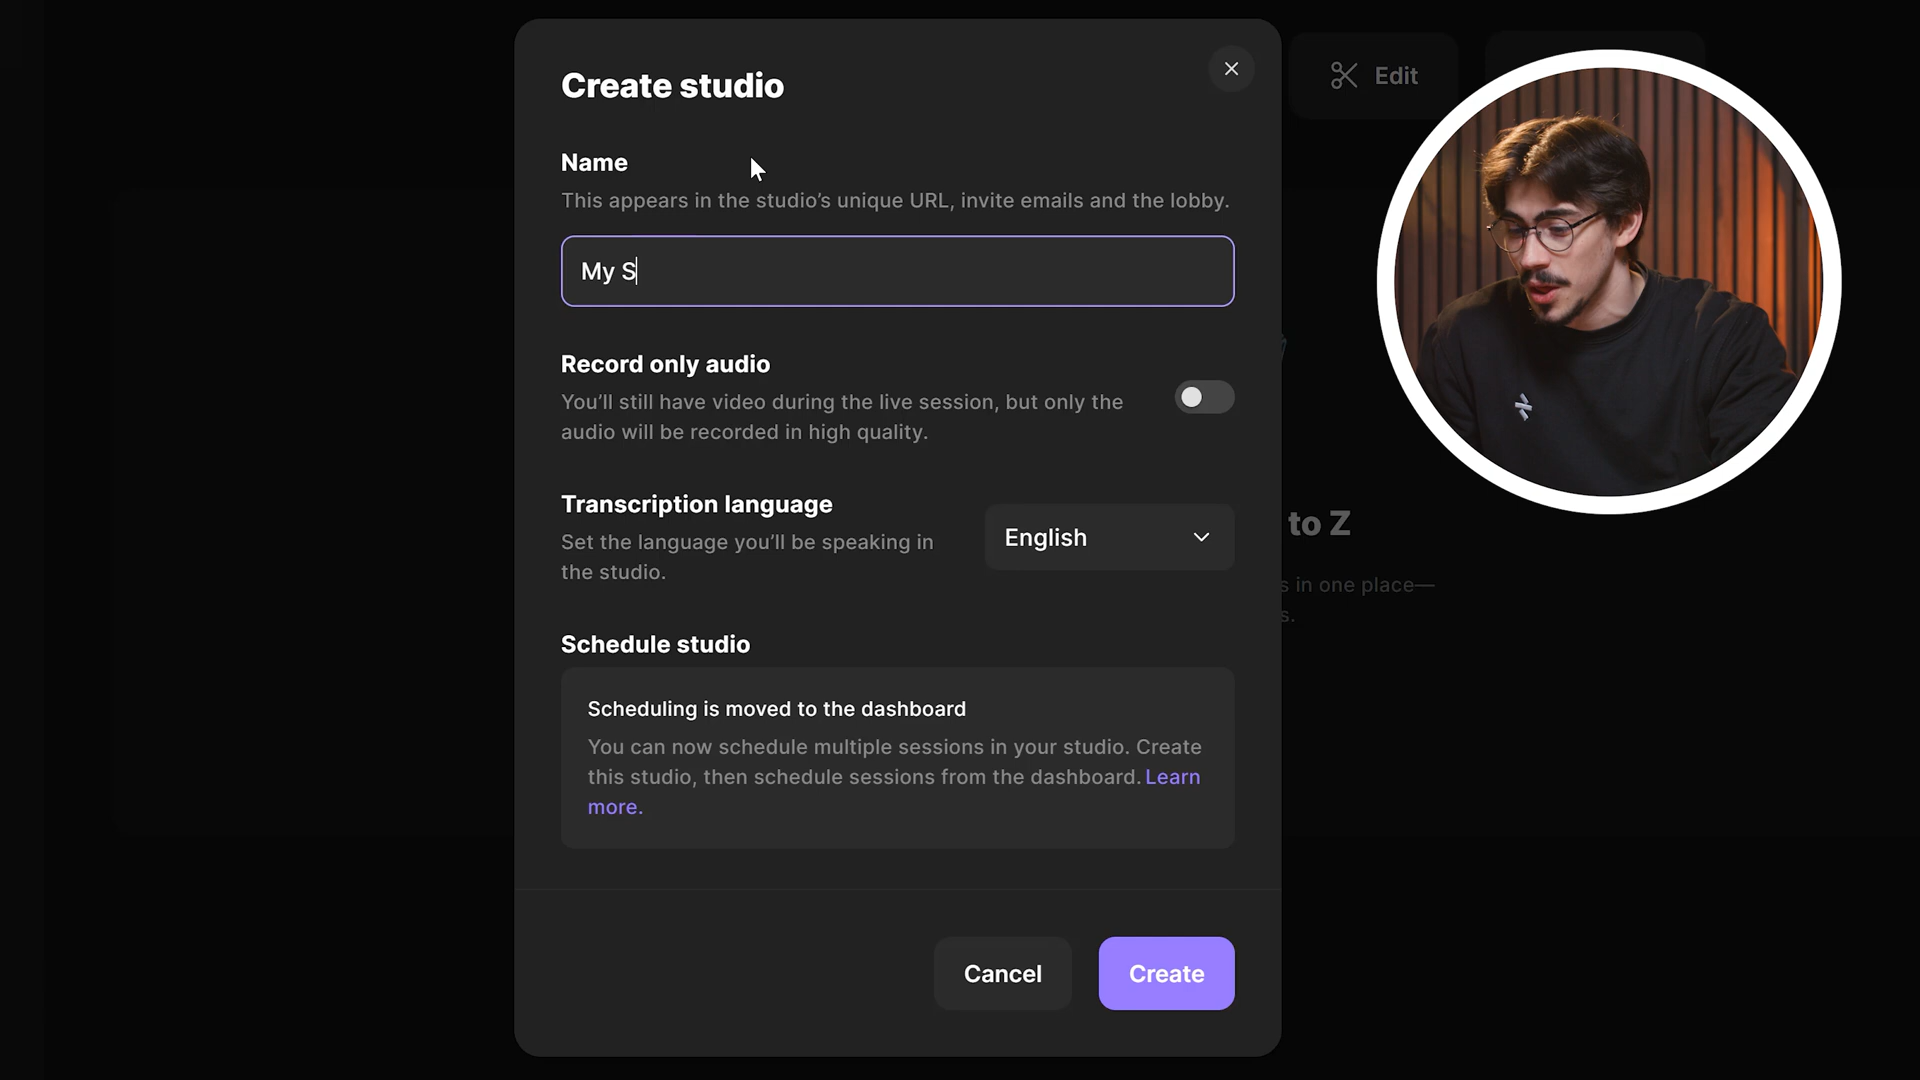 Create studio
Edit
Name
This appears in the studio’s unique URL, invite emails and the lobby.
My S
Record only audio
You’ll still have video during the live session, but only the
audio will be recorded in high quality.
Transcription language
Set the language you’ll be speaking in
the studio.
English
to Z
s in one place—
s.
Schedule studio
Scheduling is moved to the dashboard
You can now schedule multiple sessions in your studio. Create
this studio, then schedule sessions from the dashboard. Learn
more.
Cancel
Create